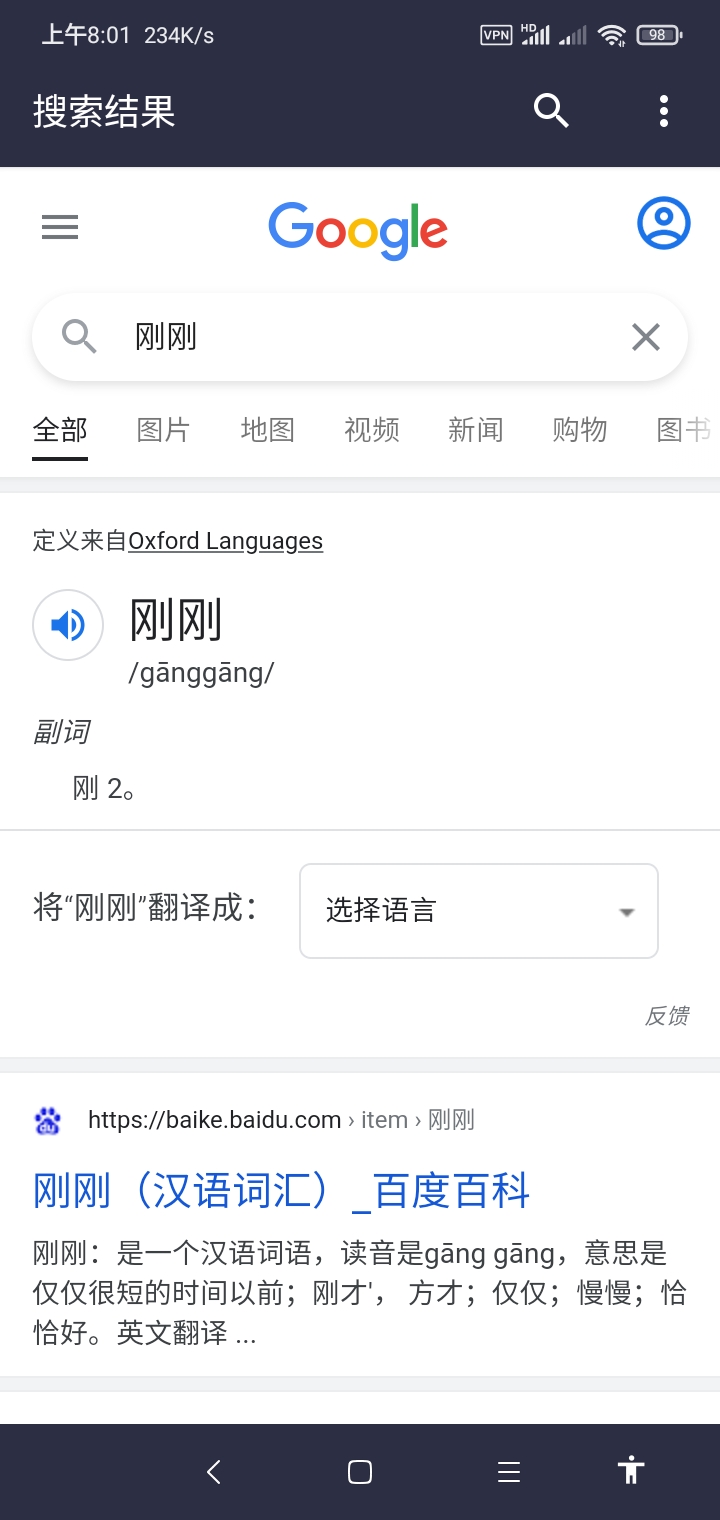 上午8:01 234K/s VPN HD 98
搜索结果
Google
刚刚
全部 图片 地图 视频 新闻 购物 图书
定义来自Oxford Languages
刚刚
/gānggāng/
副词
刚 2。
将“刚刚”翻译成： 选择语言
反馈
https://baike.baidu.com › item › 刚刚
刚刚（汉语词汇）_百度百科
刚刚：是一个汉语词语，读音是gāng gāng，意思是
仅仅很短的时间以前；刚才'， 方才；仅仅；慢慢；恰
恰好。英文翻译 ...